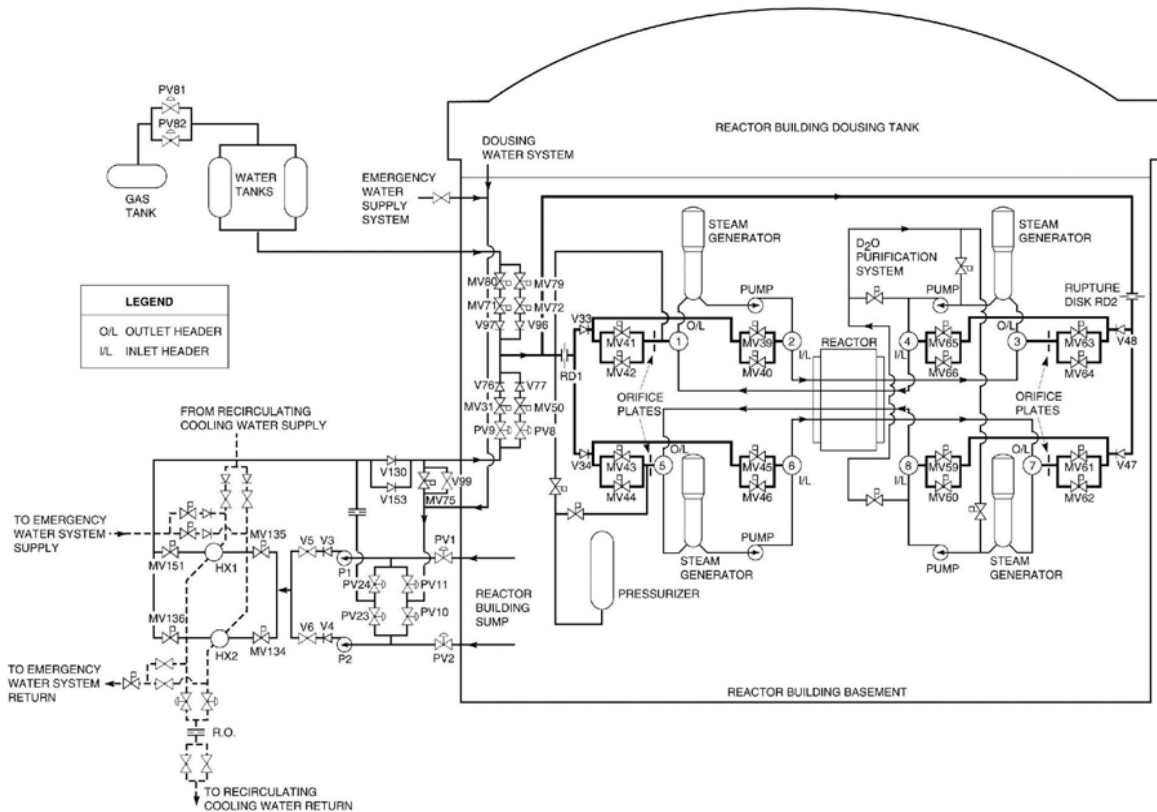 PV81
PV82
GAS
TANK
WATER
TANKS
EMERGENCY
WATER
SUPPLY
SYSTEM
DOUSING
WATER SYSTEM
REACTOR BUILDING DOUSING TANK
LEGEND
O/L OUTLET HEADER
I/L INLET HEADER
MV80
MV79
MV71
MV72
V97
V96
V76
V77
MV31
MV50
PV9
PV8
RD1
V33
MV41
MV42
O/L
1
MV39
MV40
2
I/L
STEAM
GENERATOR
PUMP
D2O
PURIFICATION
SYSTEM
PUMP
STEAM
GENERATOR
RUPTURE
DISK RD2
REACTOR
4
I/L
MV65
MV66
O/L
3
MV63
MV64
V48
ORIFICE
PLATES
ORIFICE
PLATES
V34
MV43
MV44
O/L
5
MV45
MV46
6
I/L
8
I/L
MV59
MV60
O/L
7
MV61
MV62
V47
STEAM
GENERATOR
PUMP
PUMP
STEAM
GENERATOR
PRESSURIZER
FROM RECIRCULATING
COOLING WATER SUPPLY
V130
V153
V99
MV75
TO EMERGENCY
WATER SYSTEM
SUPPLY
MV135
MV151
HX1
V5
V3
P1
PV1
PV24
PV11
PV23
PV10
REACTOR
BUILDING
SUMP
MV136
HX2
MV134
V6
V4
P2
PV2
TO EMERGENCY
WATER SYSTEM
RETURN
R.O.
TO RECIRCULATING
COOLING WATER RETURN
REACTOR BUILDING BASEMENT